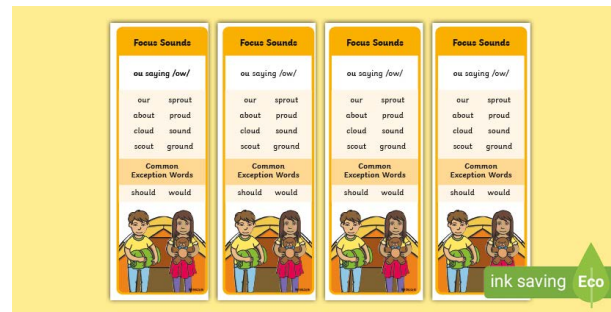 Focus Sounds
ou saying /ow/
our sprout
about proud
cloud sound
scout ground
Common
Exception Words
should would
Focus Sounds
ou saying /ow/
our sprout
about proud
cloud sound
scout ground
Common
Exception Words
should would
Focus Sounds
ou saying /ow/
our sprout
about proud
cloud sound
scout ground
Common
Exception Words
should would
Focus Sounds
ou saying /ow/
our sprout
about proud
cloud sound
scout ground
Common
Exception Words
should would
ink saving Eco